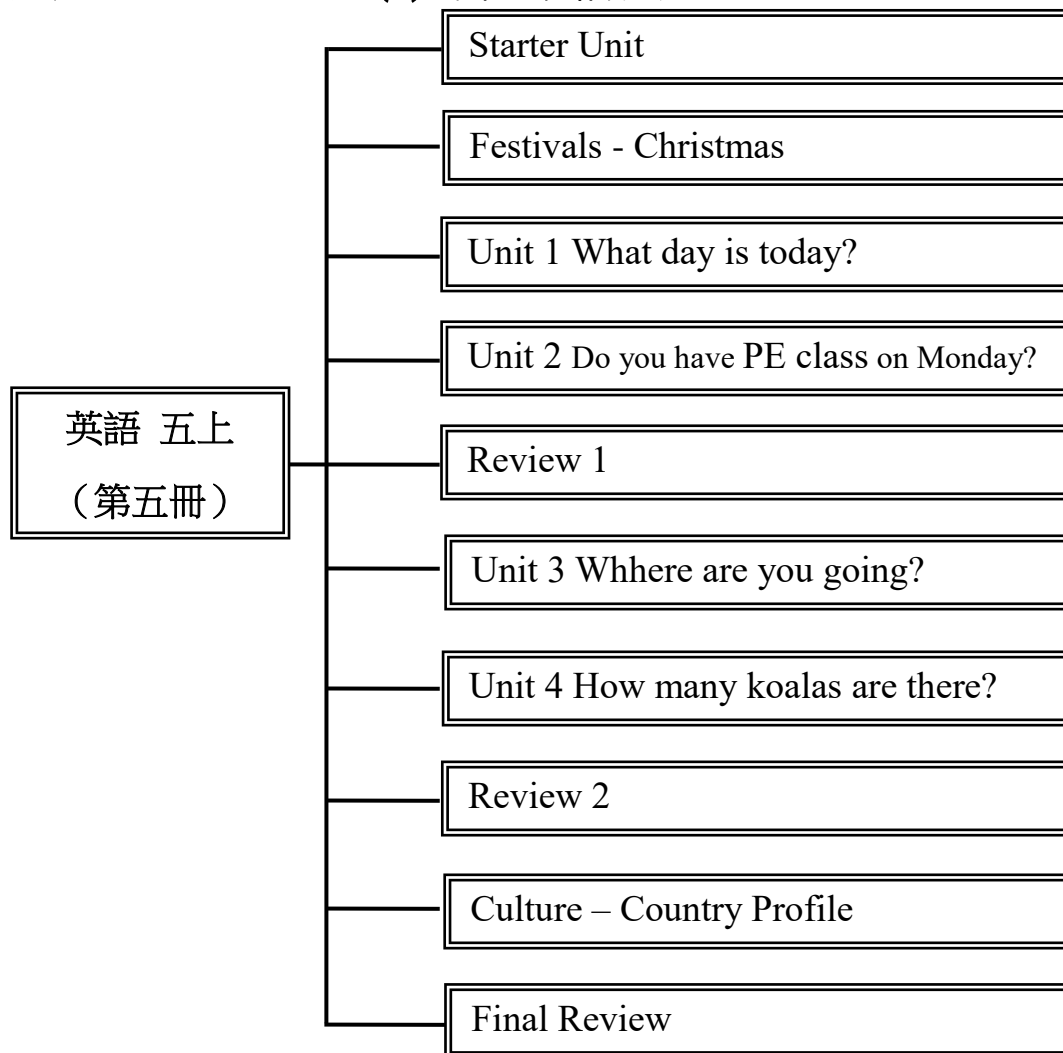 Starter Unit
Festivals - Christmas
Unit 1 What day is today?
Unit 2 Do you have PE class on Monday?
英語 五上
（第五冊）
Review 1
Unit 3 Whhere are you going?
Unit 4 How many koalas are there?
Review 2
Culture – Country Profile
Final Review